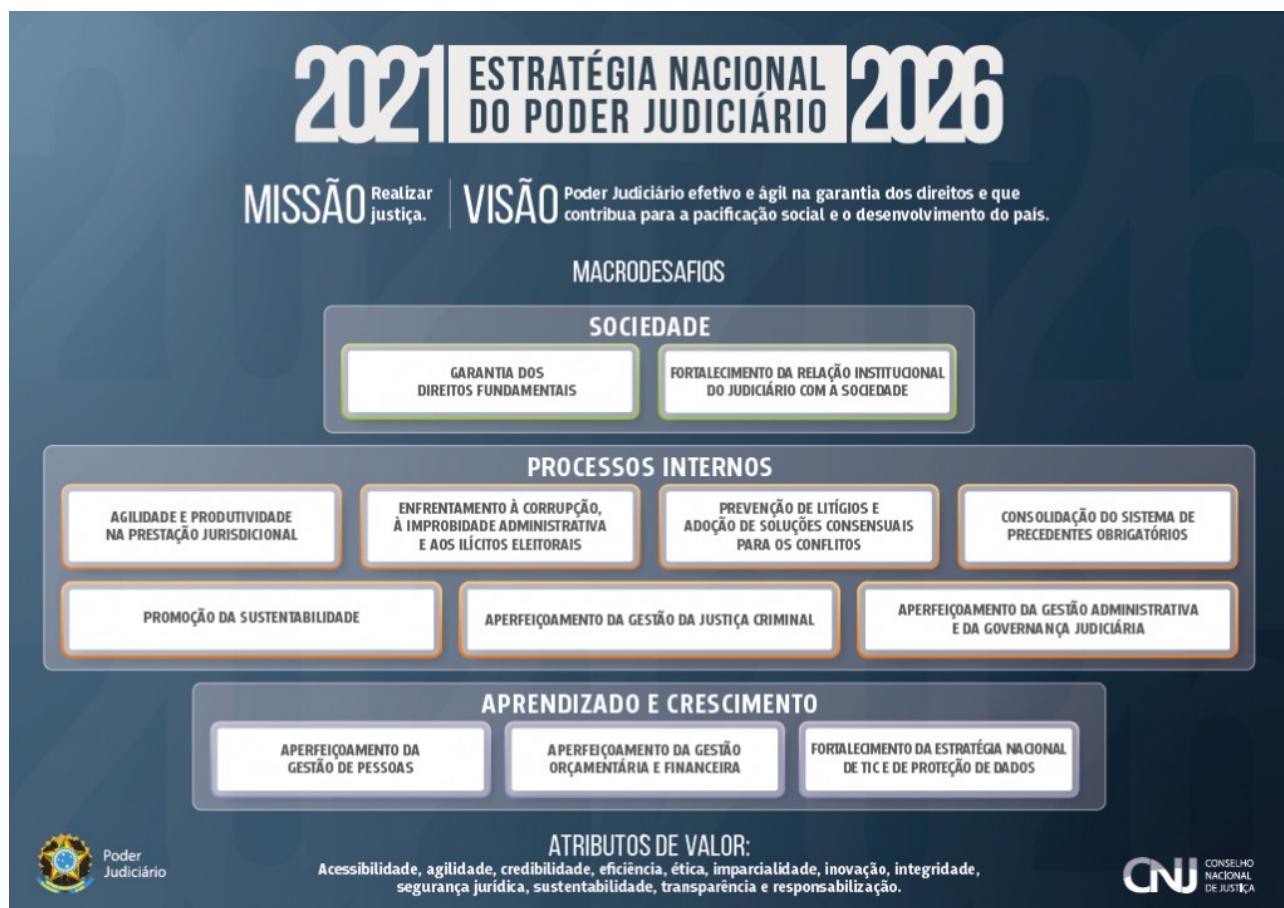 2021 ESTRATÉGIA NACIONAL DO PODER JUDICIÁRIO 2026
MISSÃO Realizar justiça.
VISÃO Poder Judiciário efetivo e ágil na garantia dos direitos e que
contribua para a pacificação social e o desenvolvimento do país.
MACRODESAFIOS
SOCIEDADE
GARANTIA DOS
DIREITOS FUNDAMENTAIS
FORTALECIMENTO DA RELAÇÃO INSTITUCIONAL
DO JUDICIÁRIO COM A SOCIEDADE
PROCESSOS INTERNOS
AGILIDADE E PRODUTIVIDADE
NA PRESTAÇÃO JURISDICIONAL
ENFRENTAMENTO À CORRUPÇÃO,
À IMPROBIDADE ADMINISTRATIVA
E AOS ILÍCITOS ELEITORAIS
PREVENÇÃO DE LITÍGIOS E
ADOÇÃO DE SOLUÇÕES CONSENSUAIS
PARA OS CONFLITOS
CONSOLIDAÇÃO DO SISTEMA DE
PRECEDENTES OBRIGATÓRIOS
PROMOÇÃO DA SUSTENTABILIDADE
APERFEIÇOAMENTO DA GESTÃO DA JUSTIÇA CRIMINAL
APERFEIÇOAMENTO DA GESTÃO ADMINISTRATIVA
E DA GOVERNANÇA JUDICIÁRIA
APRENDIZADO E CRESCIMENTO
APERFEIÇOAMENTO DA
GESTÃO DE PESSOAS
APERFEIÇOAMENTO DA GESTÃO
ORÇAMENTÁRIA E FINANCEIRA
FORTALECIMENTO DA ESTRATÉGIA NACIONAL
DE TIC E DE PROTEÇÃO DE DADOS
ATRIBUTOS DE VALOR:
Acessibilidade, agilidade, credibilidade, eficiência, ética, imparcialidade, inovação, integridade,
segurança jurídica, sustentabilidade, transparência e responsabilização.
Poder
Judiciário
CNJ
CONSELHO
NACIONAL
DE JUSTIÇA